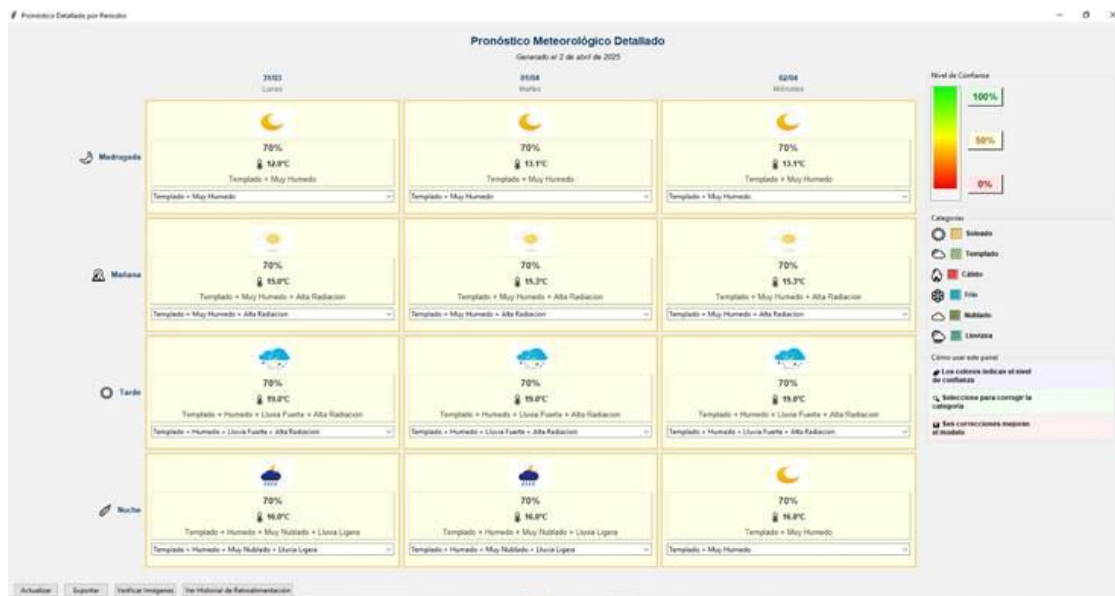 Pronóstico Detallado por Periodos
Pronóstico Meteorológico Detallado
Generado el 2 de abril de 2025
31/03
Lunes
01/04
Martes
02/04
Miércoles
Madrugada
70%
12.0°C
Templado + Muy Humedo
Templado + Muy Humedo
70%
13.1°C
Templado + Muy Humedo
Templado + Muy Humedo
70%
13.1°C
Templado + Muy Humedo
Templado + Muy Humedo
Mañana
70%
15.0°C
Templado + Muy Humedo + Alta Radiacion
Templado + Muy Humedo + Alta Radiacion
70%
15.3°C
Templado + Muy Humedo + Alta Radiacion
Templado + Muy Humedo + Alta Radiacion
70%
15.3°C
Templado + Muy Humedo + Alta Radiacion
Templado + Muy Humedo + Alta Radiacion
Tarde
70%
19.0°C
Templado + Humedo + Lluvia Fuerte + Alta Radiacion
Templado + Humedo + Lluvia Fuerte + Alta Radiacion
70%
19.0°C
Templado + Humedo + Lluvia Fuerte + Alta Radiacion
Templado + Humedo + Lluvia Fuerte + Alta Radiacion
70%
19.0°C
Templado + Humedo + Lluvia Fuerte + Alta Radiacion
Templado + Humedo + Lluvia Fuerte + Alta Radiacion
Noche
70%
16.0°C
Templado + Humedo + Muy Nublado + Lluvia Ligera
Templado + Humedo + Muy Nublado + Lluvia Ligera
70%
16.0°C
Templado + Humedo + Muy Nublado + Lluvia Ligera
Templado + Humedo + Muy Nublado + Lluvia Ligera
70%
16.0°C
Templado + Muy Humedo
Templado + Muy Humedo
Nivel de Confianza
100%
50%
0%
Categorías
Soleado
Templado
Cálido
Frío
Nublado
Llovizna
Cómo usar este panel
Los colores indican el nivel
de confianza
Seleccione para corregir la
categoría
Sus correcciones mejoran
el modelo
Actualizar
Exportar
Verificar Imágenes
Ver Historial de Retroalimentación